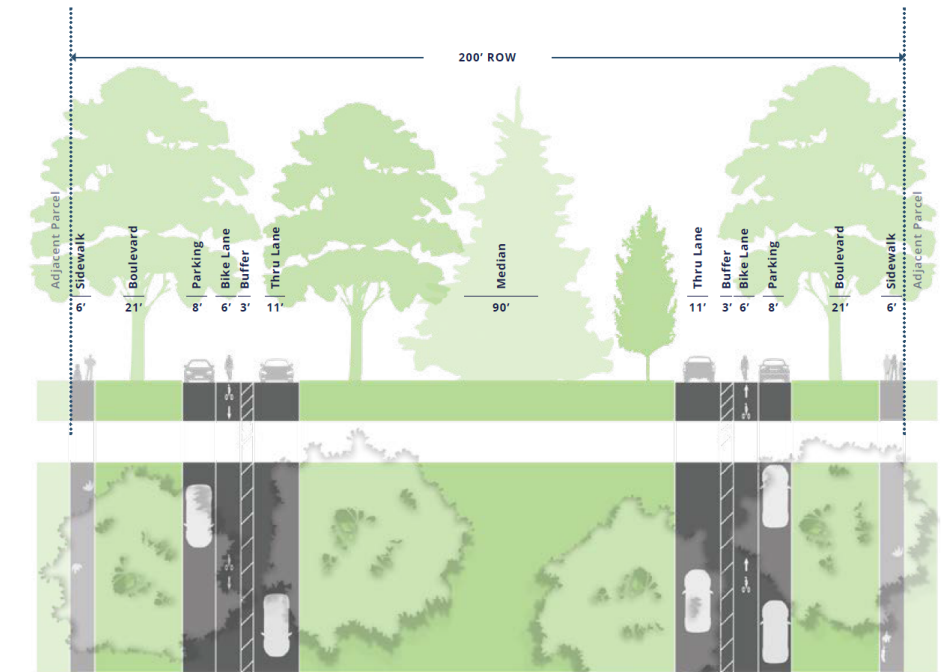 200’ ROW
Adjacent Parcel
Sidewalk
6’
Boulevard
21’
Parking
8’
Bike Lane
6’
Buffer
3’
Thru Lane
11’
Median
90’
Thru Lane
11’
Buffer
3’
Bike Lane
6’
Parking
8’
Boulevard
21’
Sidewalk
6’
Adjacent Parcel